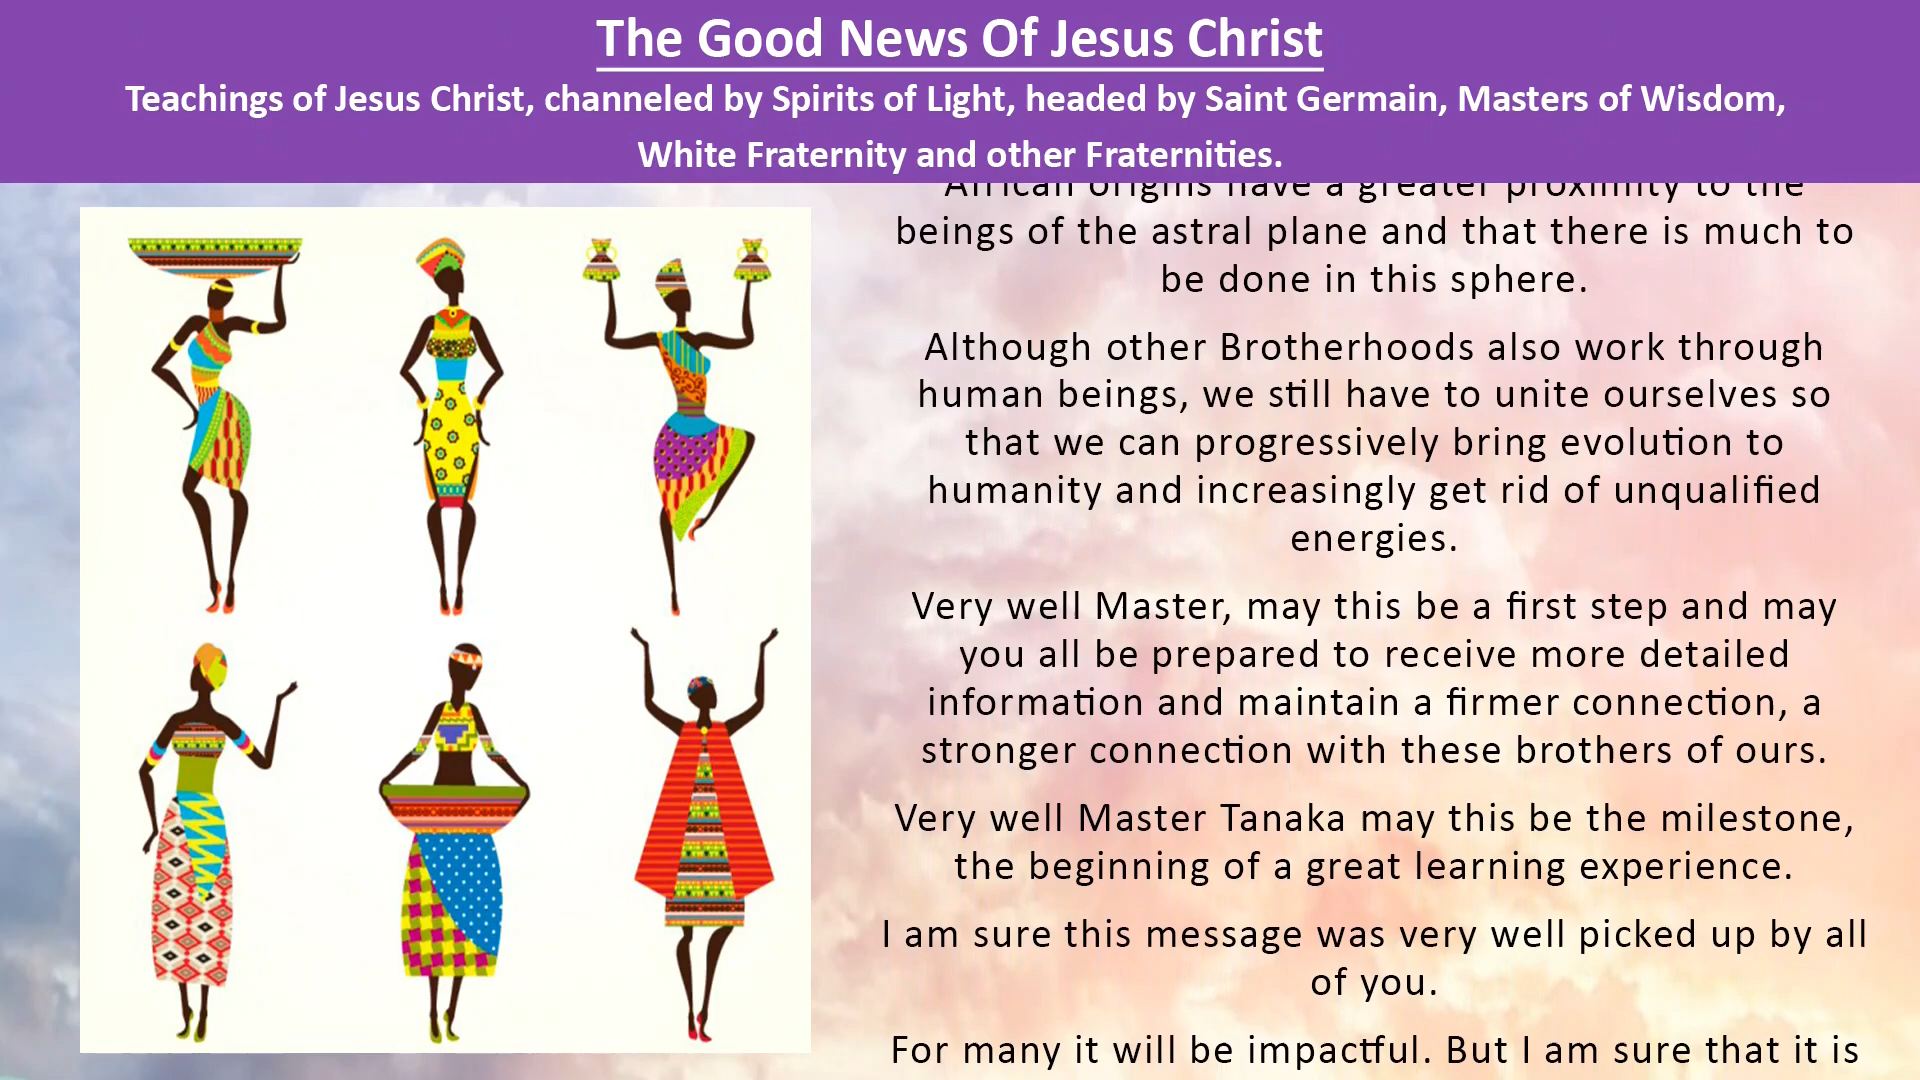 The Good News Of Jesus Christ
Teachings of Jesus Christ, channeled by Spirits of Light, headed by Saint Germain, Masters of Wisdom,
White Fraternity and other Fraternities.
African origins have a greater proximity to the
beings of the astral plane and that there is much to
be done in this sphere.
Although other Brotherhoods also work through
human beings, we still have to unite ourselves so
that we can progressively bring evolution to
humanity and increasingly get rid of unqualified
energies.
Very well Master, may this be a first step and may
you all be prepared to receive more detailed
information and maintain a firmer connection, a
stronger connection with these brothers of ours.
Very well Master Tanaka may this be the milestone,
the beginning of a great learning experience.
I am sure this message was very well picked up by all
of you.
For many it will be impactful. But I am sure that it is